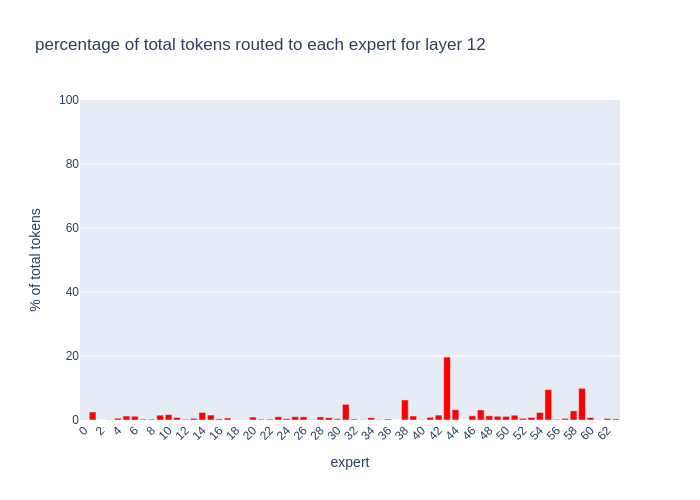 percentage of total tokens routed to each expert for layer 12
100
80
60
40
20
0
% of total tokens
0 2 4 6 8 10 12 14 16 18 20 22 24 26 28 30 32 34 36 38 40 42 44 46 48 50 52 54 56 58 60 62
expert